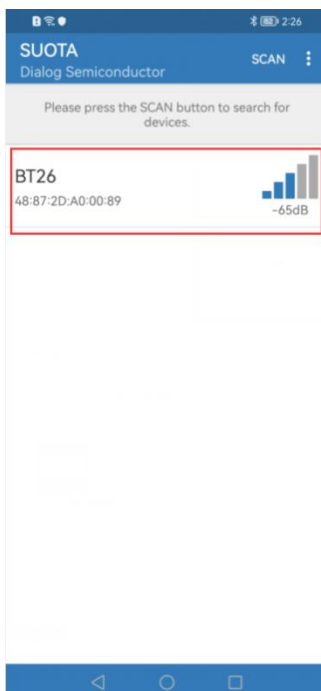 2:26
SUOTA
SCAN
Dialog Semiconductor
Please press the SCAN button to search for
devices.
BT26
48:87:2D:A0:00:89
-65dB